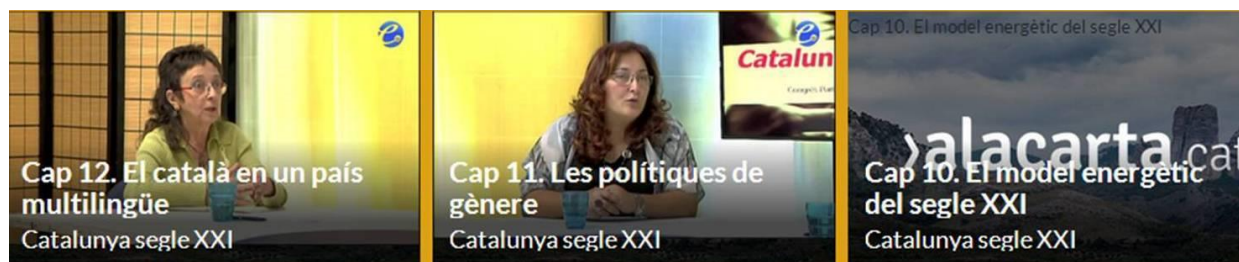 Cap 12. El català en un país
multilingüe
Catalunya segle XXI
Catalun
Cap 11. Les polítiques de
gènere
Catalunya segle XXI
Cap 10. El model energètic del segle XXI
›alacarta.cat
Cap 10. El model energètic
del segle XXI
Catalunya segle XXI